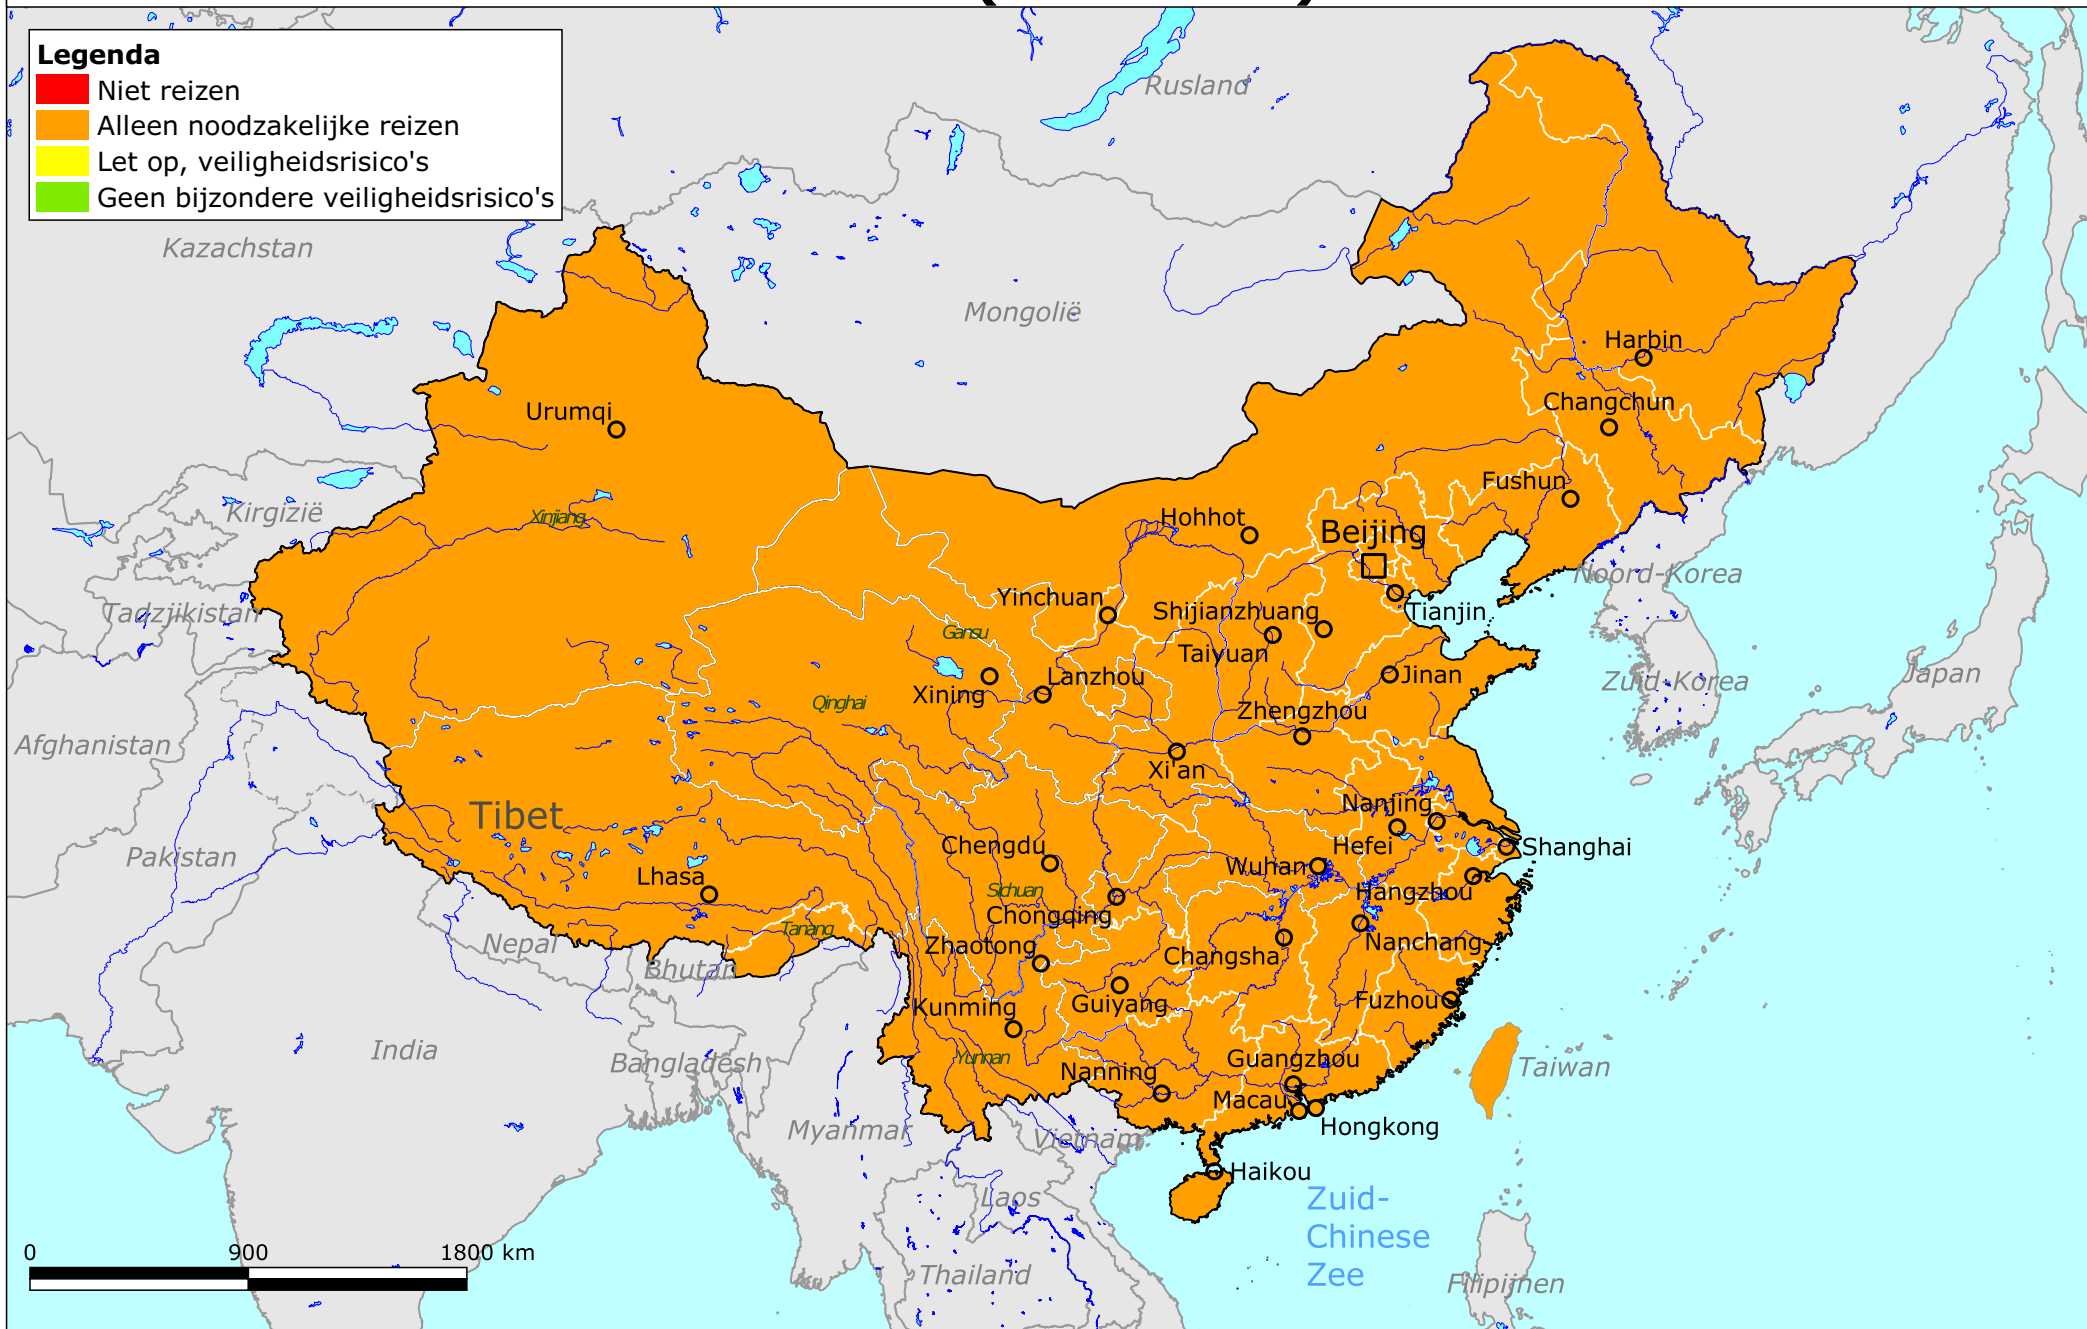 Legenda
Niet reizen
Alleen noodzakelijke reizen
Let op, veiligheidsrisico's
Geen bijzondere veiligheidsrisico's
Rusland
Kazachstan
Mongolië
Harbin
Changchun
Urumqi
Fushun
Kirgizië
Xinjiang
Hohhot
Beijing
Noord-Korea
Tadzjikistan
Yinchuan
Shijianzhuang
Tianjin
Gansu
Taiyuan
Zuid-Korea
Japan
Xining
Lanzhou
Jinan
Qinghai
Zhengzhou
Afghanistan
Xi'an
Tibet
Nanjing
Pakistan
Chengdu
Hefei
Shanghai
Lhasa
Wuhan
Sichuan
Hangzhou
Chongqing
Tanang
Nepal
Zhaotong
Changsha
Nanchang
Bhutan
Kunming
Guiyang
Fuzhou
India
Bangladesh
Yunnan
Guangzhou
Taiwan
Nanning
Macau
Hongkong
Myanmar
Vietnam
Haikou
Laos
Zuid-
Chinese
Zee
0 900 1800 km
Thailand
Filipijnen